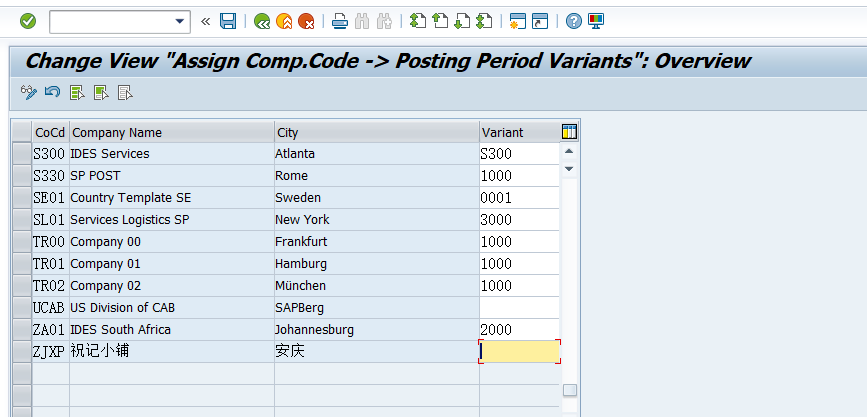 Change View "Assign Comp.Code -> Posting Period Variants": Overview
CoCd Company Name City Variant
S300 IDES Services Atlanta S300
S330 SP POST Rome 1000
SE01 Country Template SE Sweden 0001
SL01 Services Logistics SP New York 3000
TR00 Company 00 Frankfurt 1000
TR01 Company 01 Hamburg 1000
TR02 Company 02 München 1000
UCAB US Division of CAB SAPBerg
ZA01 IDES South Africa Johannesburg 2000
ZJXP 祝记小铺 安庆